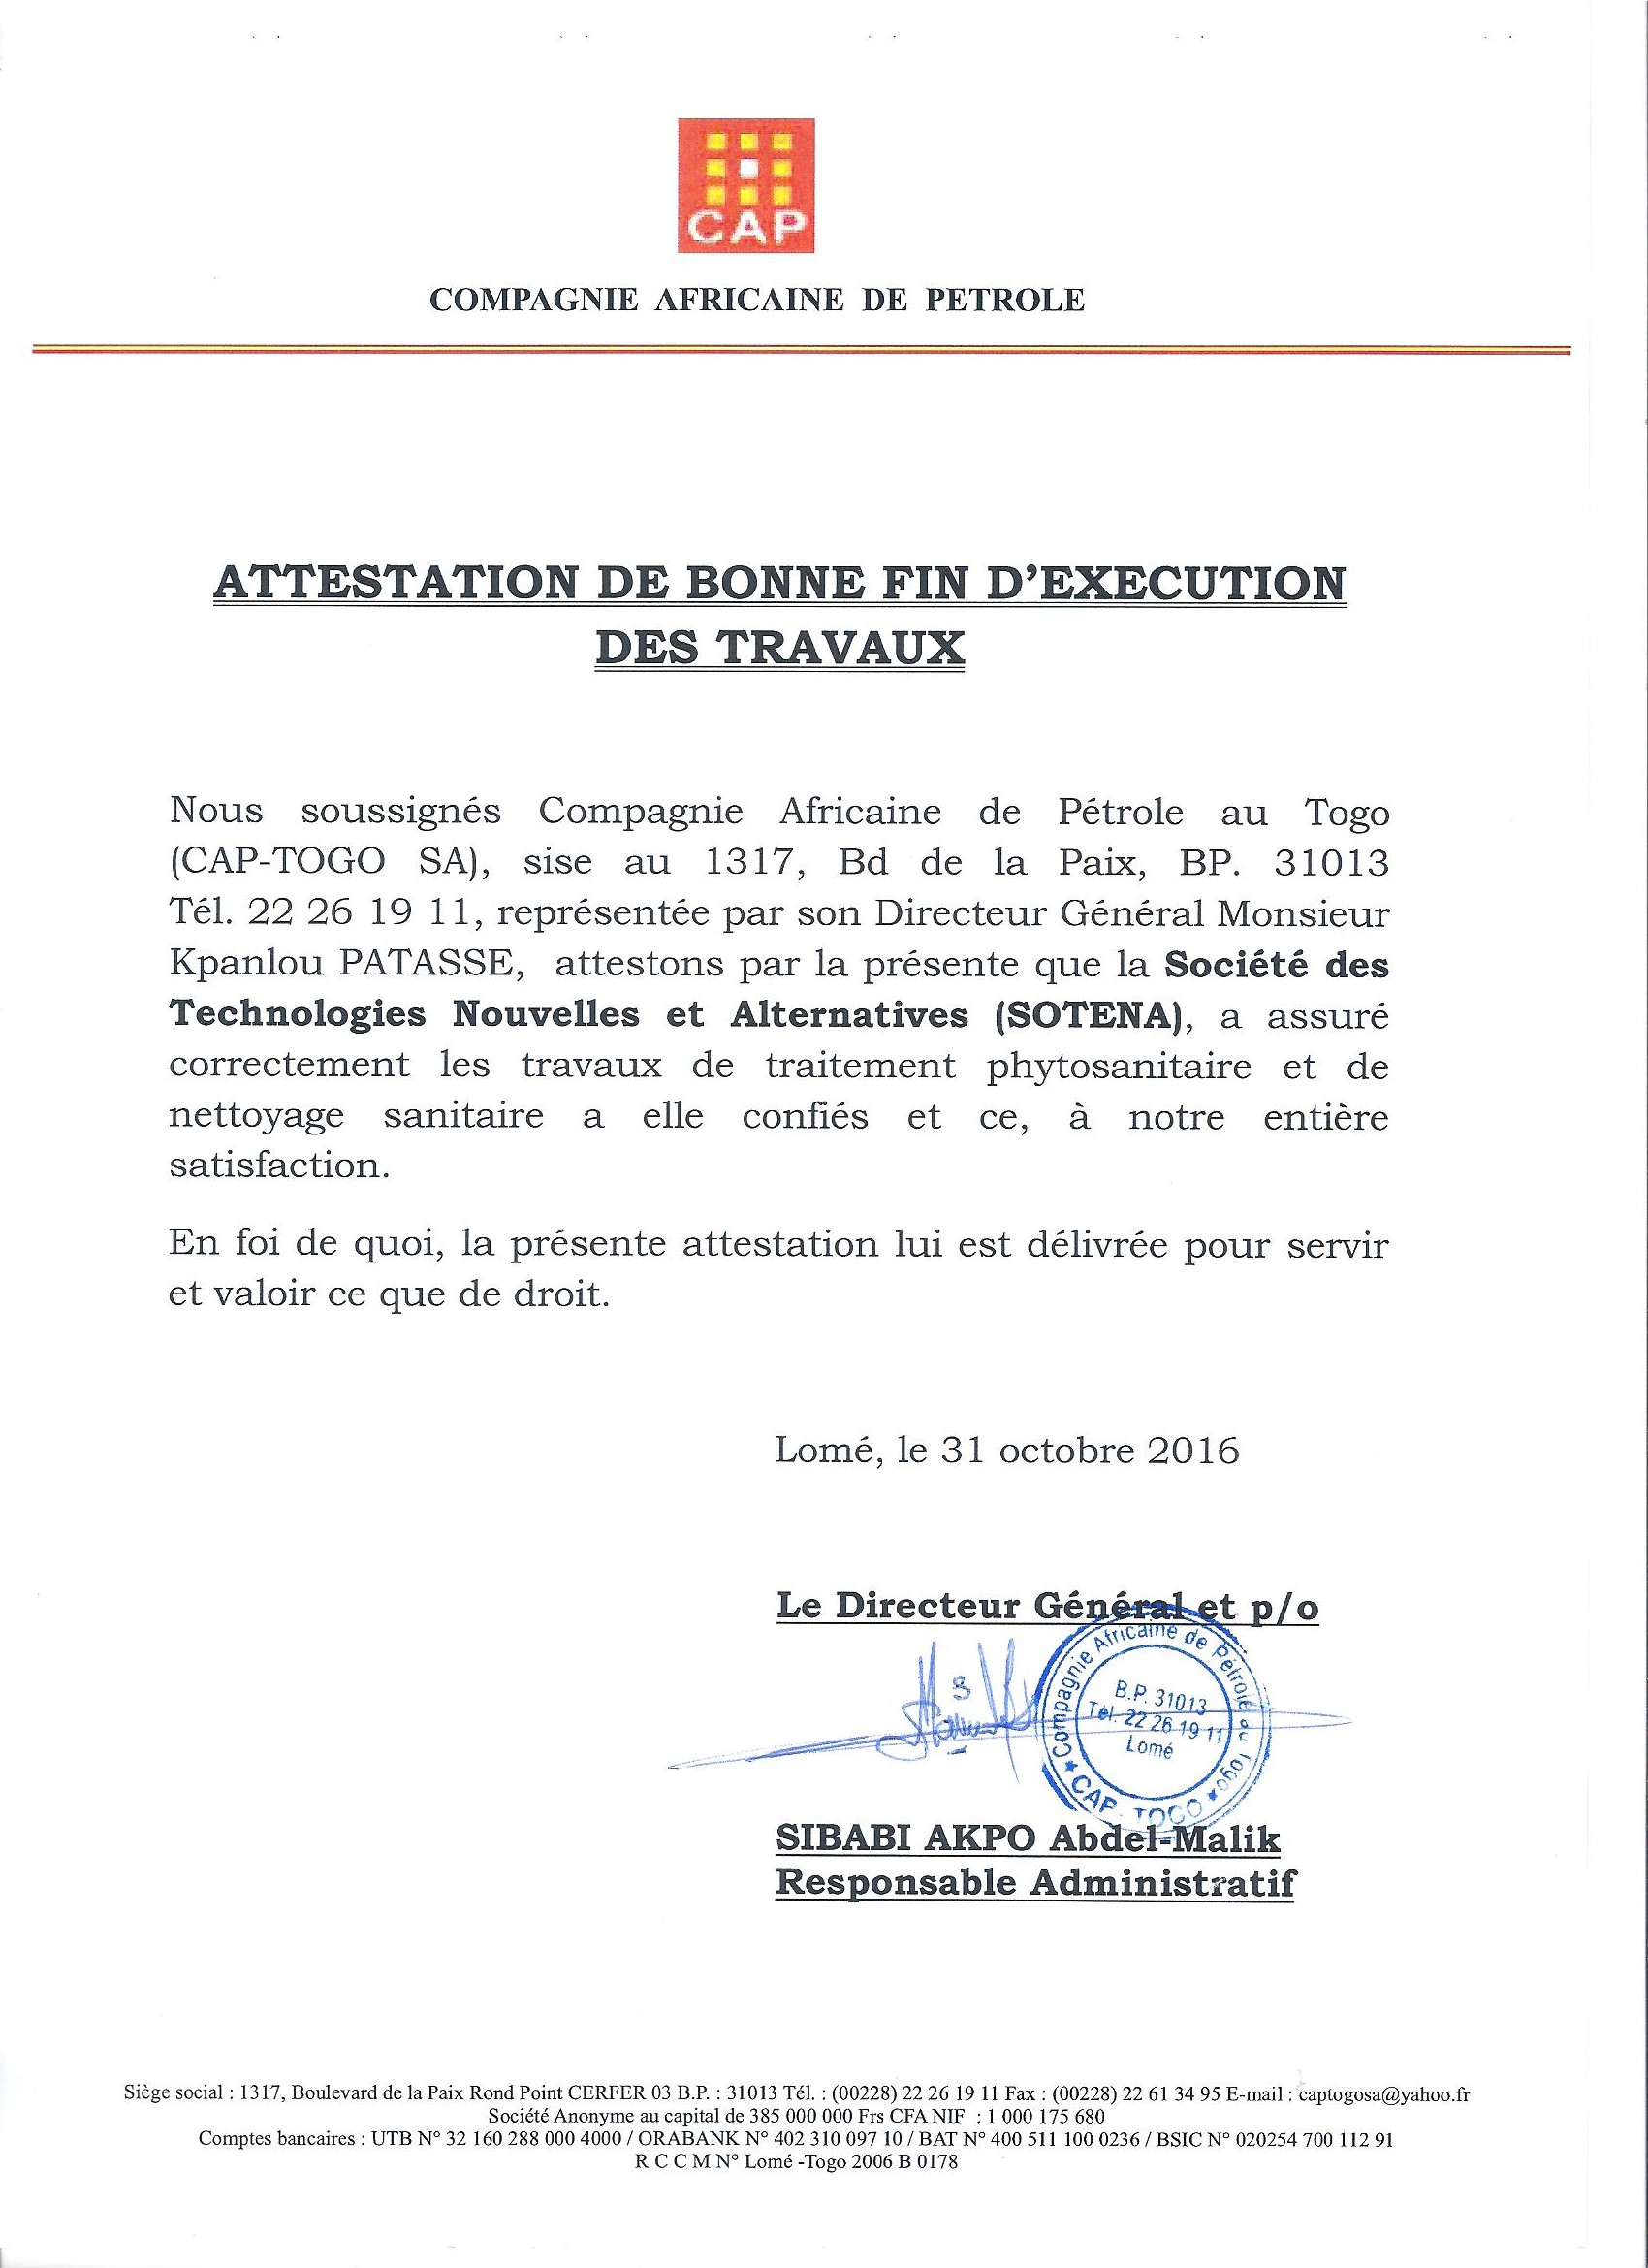 CAP
COMPAGNIE AFRICAINE DE PETROLE
ATTESTATION DE BONNE FIN D'EXECUTION
DES TRAVAUX
Nous soussignés Compagnie Africaine de Pétrole au Togo
(CAP-TOGO SA), sise au 1317, Bd de la Paix, BP. 31013
Tél. 22 26 19 11, représentée par son Directeur Général Monsieur
Kpanlou PATASSE, attestons par la présente que la Société des
Technologies Nouvelles et Alternatives (SOTENA), a assuré
correctement les travaux de traitement phytosanitaire et de
nettoyage sanitaire a elle confiés et ce, à notre entière
satisfaction.
En foi de quoi, la présente attestation lui est délivrée pour servir
et valoir ce que de droit.
Lomé, le 31 octobre 2016
Le Directeur Général et p/o
Compagnie Africaine de Pétrole au Togo
B.P. 31013
Tel. 22 26 19 11
Lomé
CAP - TOGO
SIBABI AKPO Abdel-Malik
Responsable Administratif
Siège social : 1317, Boulevard de la Paix Rond Point CERFER 03 B.P. : 31013 Tél. : (00228) 22 26 19 11 Fax : (00228) 22 61 34 95 E-mail : captogosa@yahoo.fr
Société Anonyme au capital de 385 000 000 Frs CFA NIF : 1 000 175 680
Comptes bancaires : UTB N° 32 160 288 000 4000 / ORABANK N° 402 310 097 10 / BAT N° 400 511 100 0236 / BSIC N° 020254 700 112 91
R C C M N° Lomé -Togo 2006 B 0178